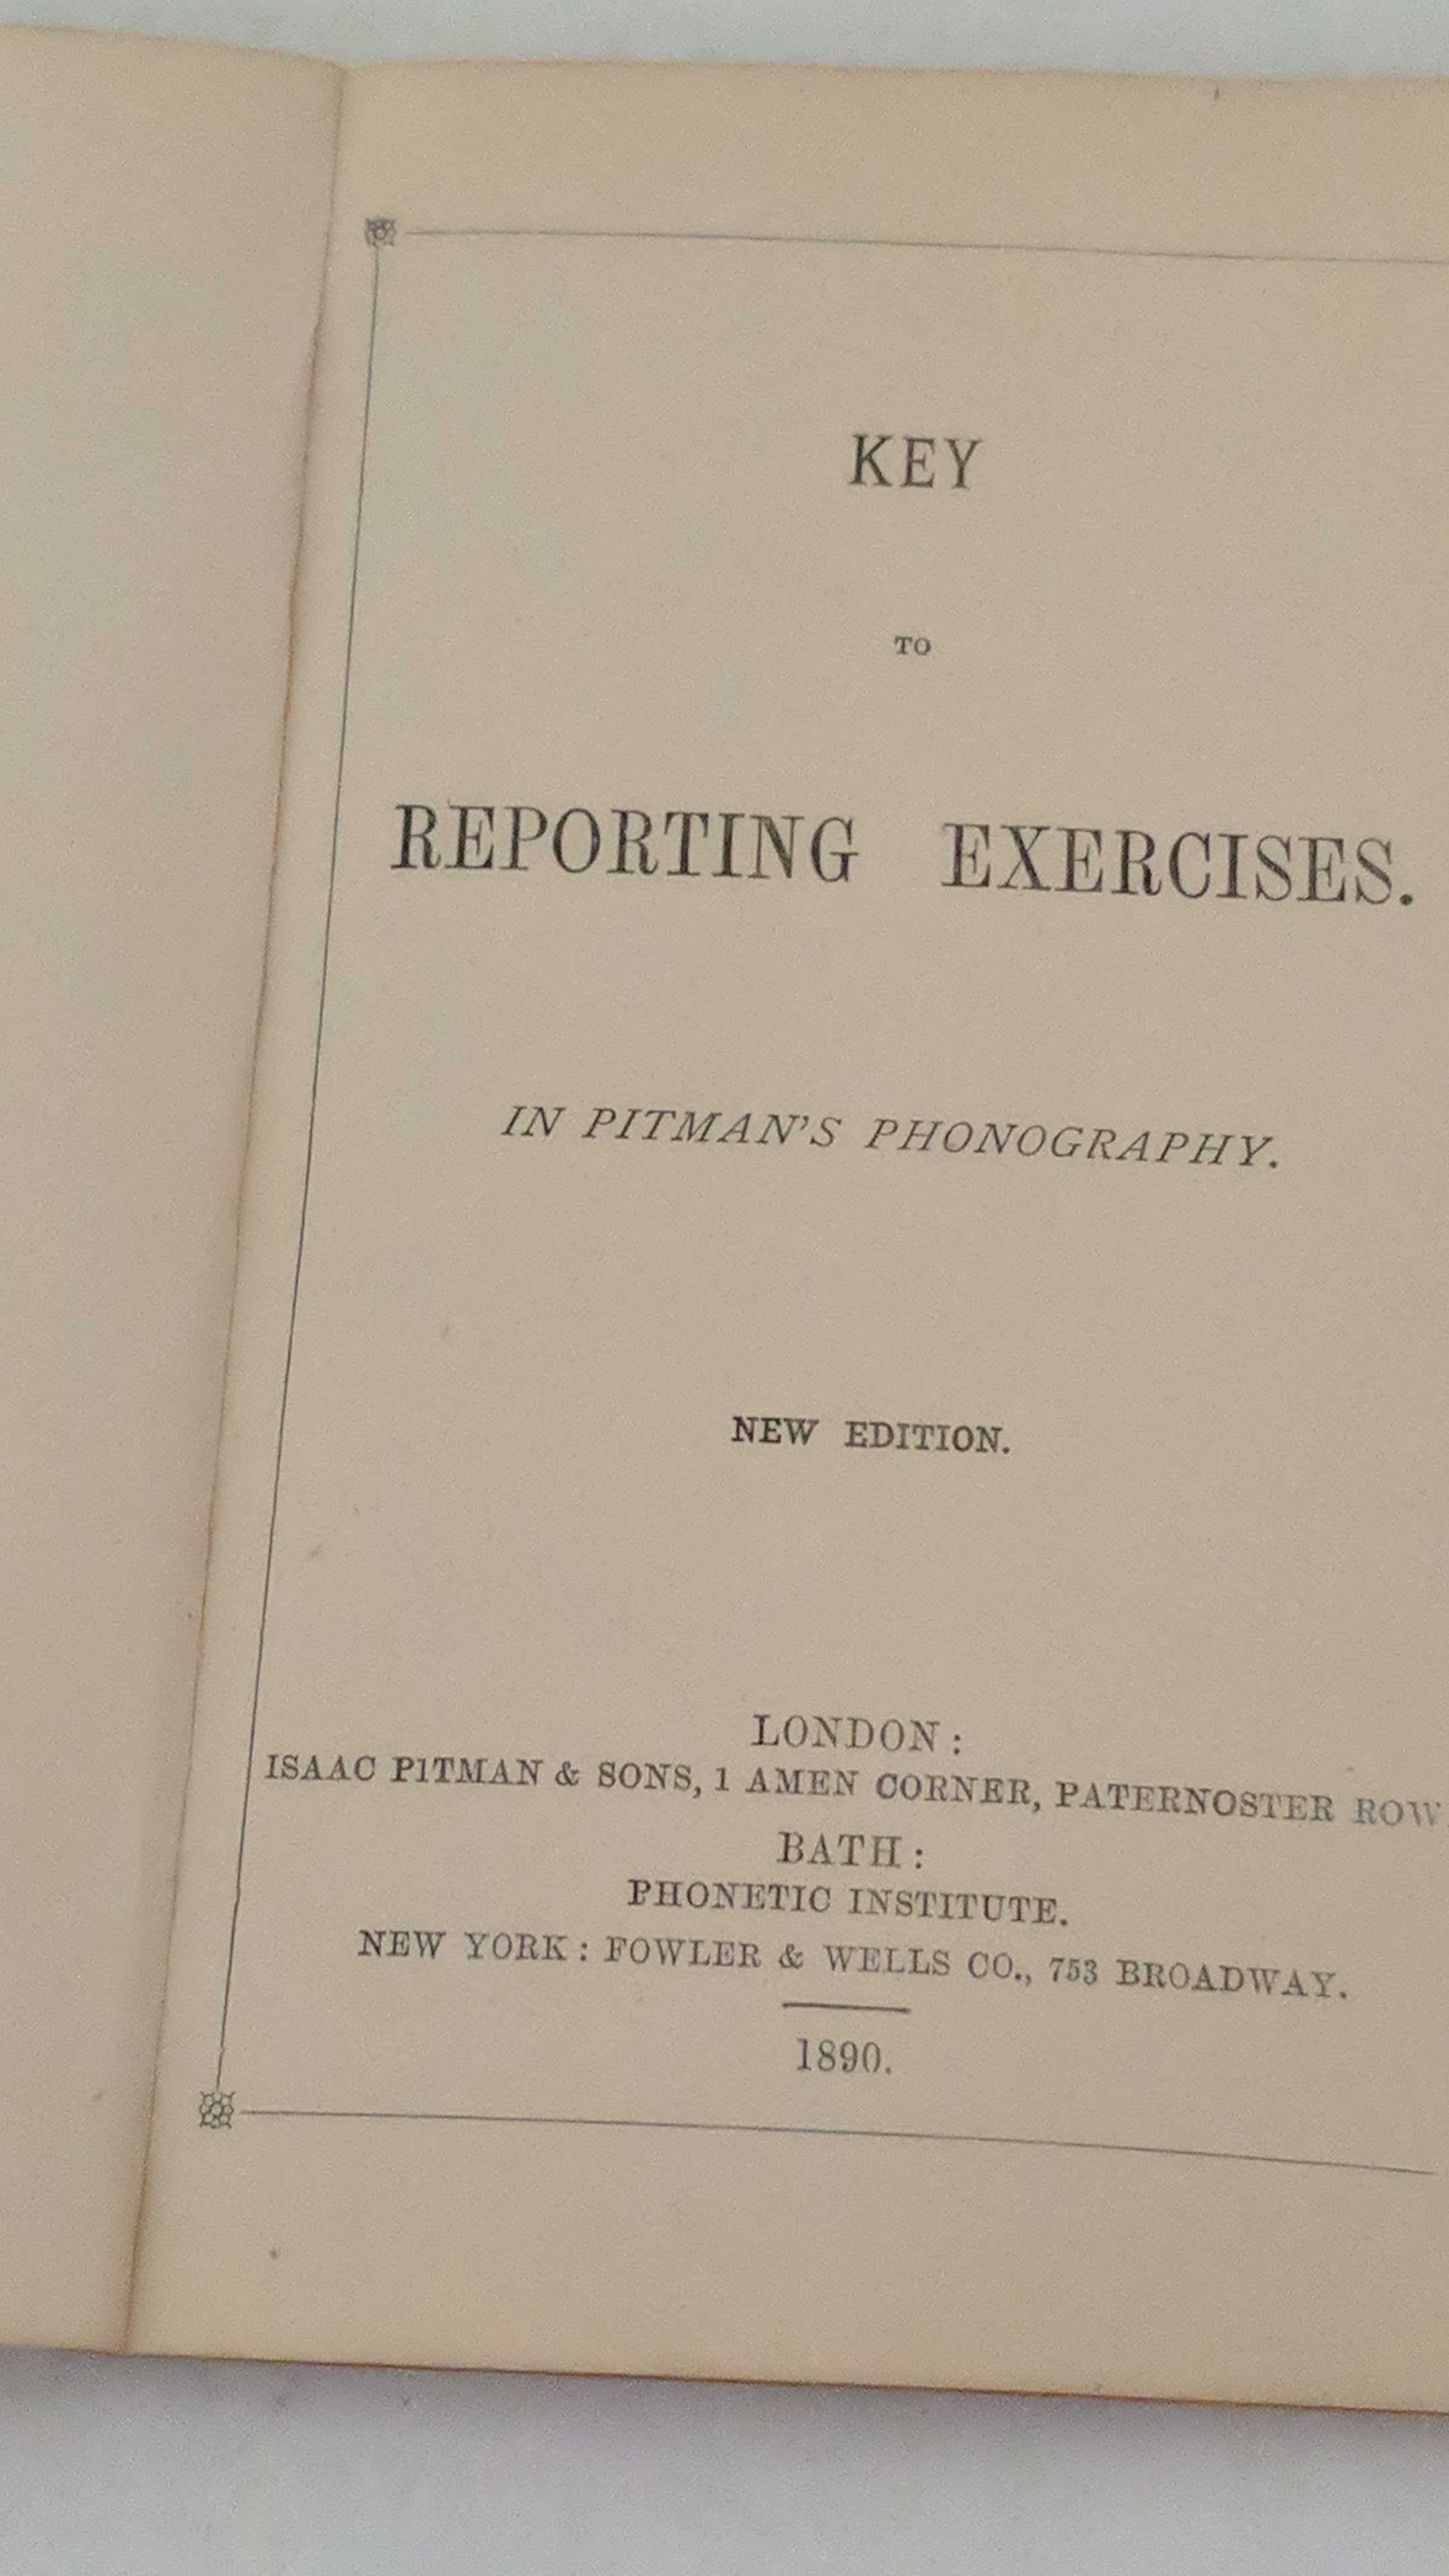 KEY
TO
REPORTING EXERCISES.
IN PITMAN'S PHONOGRAPHY.
NEW EDITION.
LONDON:
ISAAC PITMAN & SONS, 1 AMEN CORNER, PATERNOSTER ROW
BATH:
PHONETIC INSTITUTE.
NEW YORK: FOWLER & WELLS CO., 753 BROADWAY.
1890.